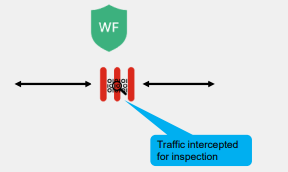 WF
Traffic intercepted
for inspection